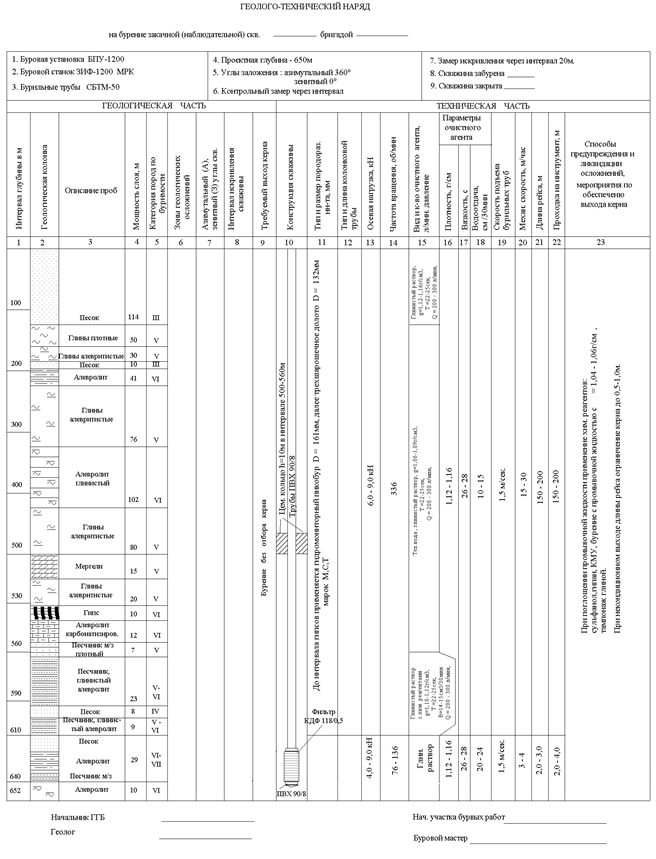 ГЕОЛОГО-ТЕХНИЧЕСКИЙ НАРЯД
на бурение закачной (наблюдательной) скв. бригадой
1. Буровая установка БПУ-1200
2. Буровой станок ЗИФ-1200 МРК
3. Бурильные трубы СБТМ-50
4. Проектная глубина - 650м
5. Углы заложения : азимутальный 360°
зенитный 0°
6. Контрольный замер через интервал
7. Замер искривления через интервал 20м.
8. Скважина забурена
9. Скважина закрыта
ГЕОЛОГИЧЕСКАЯ ЧАСТЬ
ТЕХНИЧЕСКАЯ ЧАСТЬ
Интервал глубины в м
Геологическая колонка
Описание проб
Мощность слоя, м
Категория пород по
буримости
Зоны геологических
осложнений
Азимутальный (А),
зенитный (З) углы скв.
Интервал искривления
скважины
Требуемый выход керна
Конструкция скважины
Тип и размер породораз.
ин-та, мм
Тип и длина колонковой
трубы
Осевая нагрузка, кН
Частота вращения, об/мин
Вид и к-во очистного агента,
л/мин, давление
Параметры
очистного
агента
Плотность, г/см
Вязкость, с
Водоотдача,
см/30мин
Скорость подъема
бурильных труб
Механ. скорость, м/час
Длина рейса, м
Проходка на инструмент, м
Способы
предупреждения и
ликвидации
осложнений,
мероприятия по
обеспечению
выхода керна
1 2 3 4 5 6 7 8 9 10 11 12 13 14 15 16 17 18 19 20 21 22 23
100
Песок 114 III
Глины плотные 50 V
Глины алевритистые 30 V
200
Песок 10 III
Алевролит 41 VI
300
Глины
алевритистые
76 V
400
Алевролит
глинистый
102 VI
500
Глины
алевритистые
80 V
Мергели 15 V
530
Глины
алевритистые
20 V
Гипс 10 VI
Алевролит
карбонатизиров. 12 VI
560
Песчаник м/з
плотный 7 V
590
Песчаник,
глинистый
алевролит
23 V-
VI
Песок 8 IV
610
Песчаник, глинис-
тый алевролит 9 V -
VI
Песок
Алевролит 29 VI-
VII
640
Песчаник м/з
652 Алевролит 10 VI
Бурение без отбора керна
Цем. кольцо h=10м в интервале 500-560м
Трубы ПВХ 90/8
До интервала гипсов применяется гидромониторный пикобур D = 161мм, далее трехшарошечное долото D = 132мм
марок М,С,Т
Фильтр
КДФ 118/0,5
ПВХ 90/8
6,0 - 9,0 кН
336
1,12 - 1,16
26 - 28
10 - 15
1,5 м/сек.
15 - 30
150 - 200
150 - 200
4,0 - 9,0 кН
76 - 136
Глин.
раствор
1,12 - 1,16
26 - 28
20 - 24
1,5 м/сек.
3 - 4
2,0 - 3,0
2,0 - 4,0
При поглощении промывочной жидкости применение хим. реагентов:
сульфанол,гипан, КМУ, бурение с промывочной жидкостью с = 1,04 - 1,06г/см ,
тампонаж глиной.
При некондиционном выходе длины рейса ограничение керна до 0,5-1,0м.
Начальник ГТБ
Геолог
Нач. участка бурвых работ
Буровой мастер